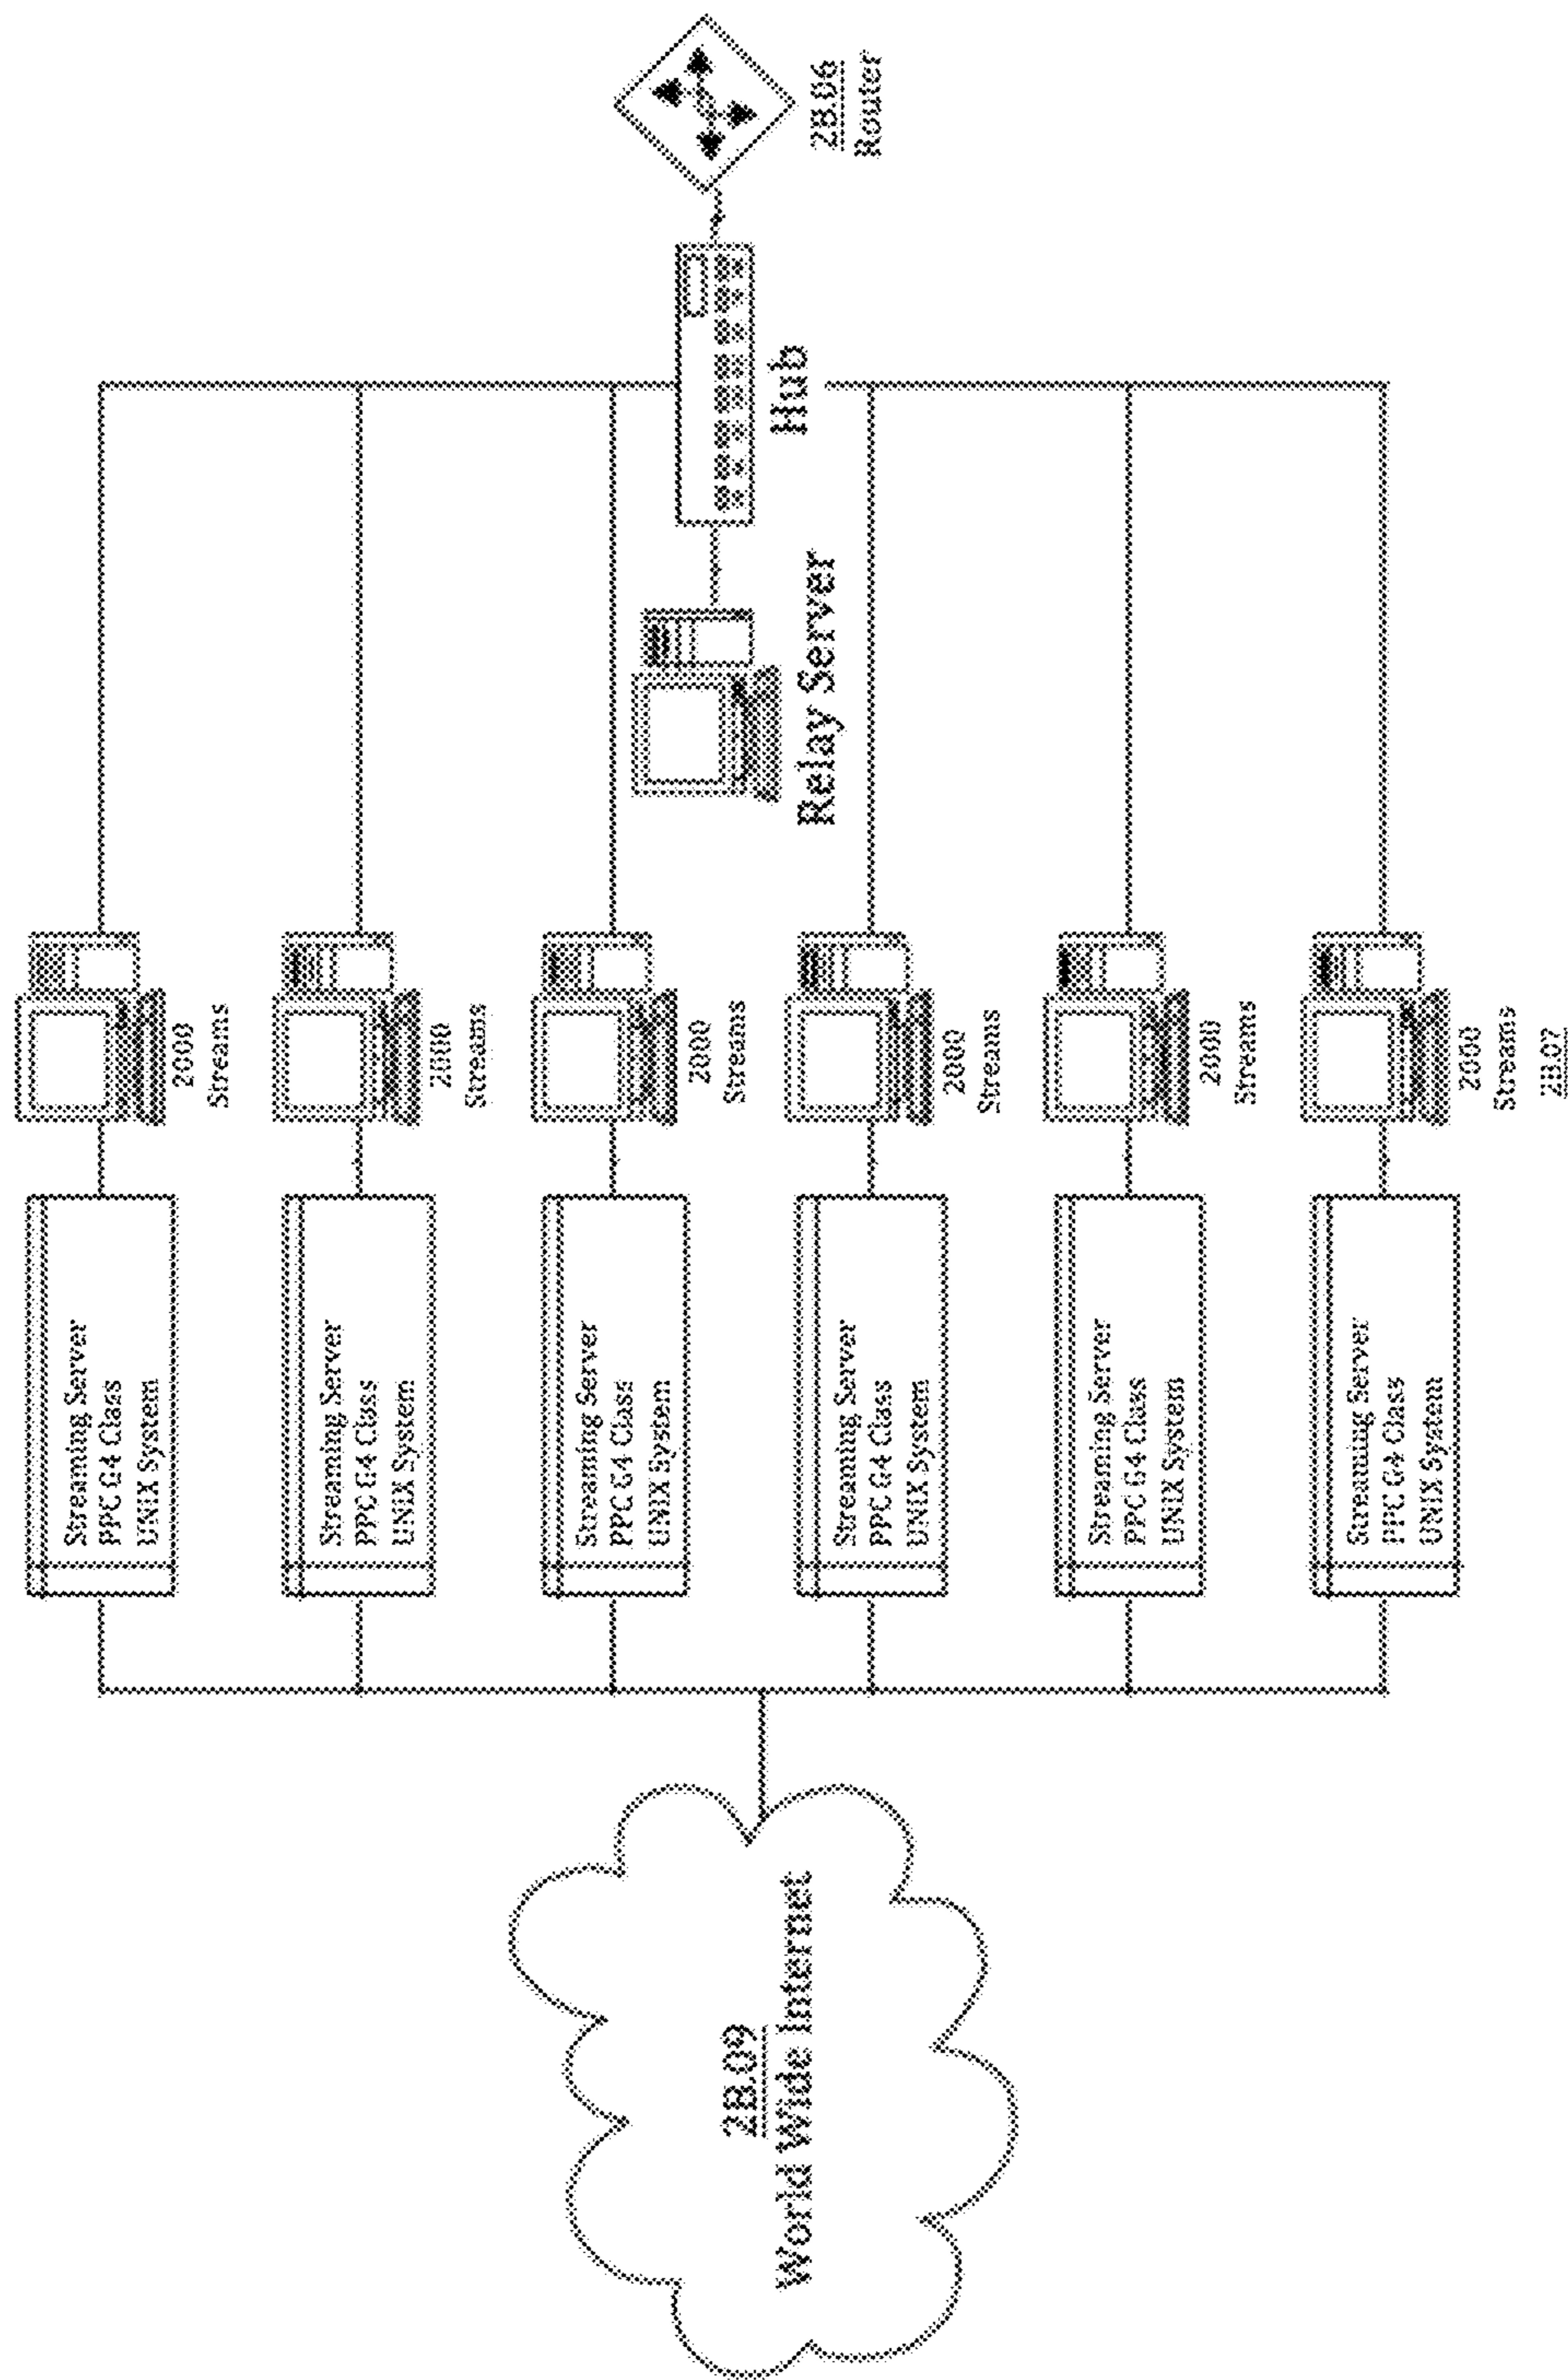 2B.06
Router
Hub
Relay Server
2000
Streams
2000
Streams
2000
Streams
2000
Streams
2000
Streams
2000
Streams
2B.07
Streaming Server
PPC G4 Class
UNIX System
Streaming Server
PPC G4 Class
UNIX System
Streaming Server
PPC G4 Class
UNIX System
Streaming Server
PPC G4 Class
UNIX System
Streaming Server
PPC G4 Class
UNIX System
Streaming Server
PPC G4 Class
UNIX System
2B.09
World Wide Internet